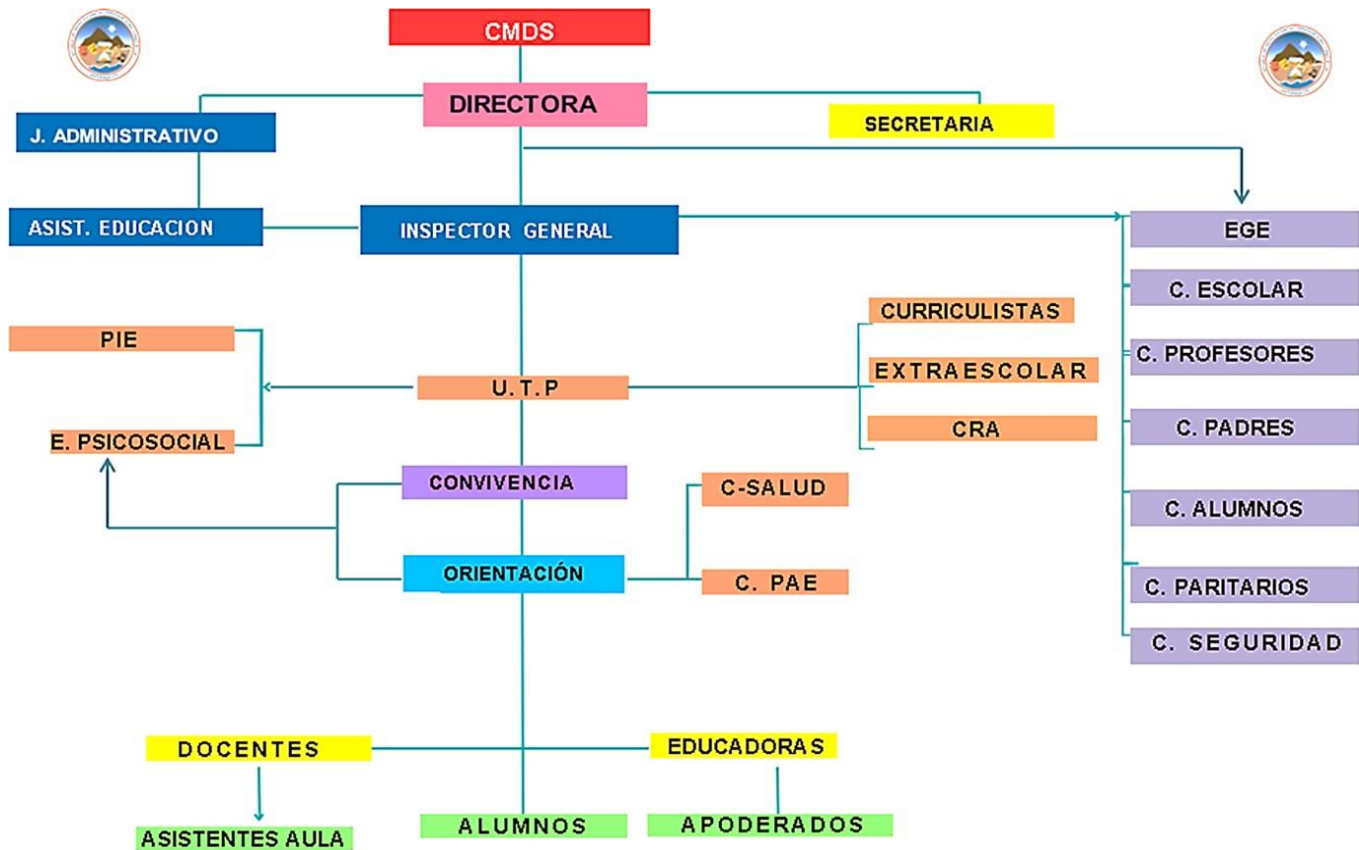 CMDS
DIRECTORA
SECRETARIA
J. ADMINISTRATIVO
ASIST. EDUCACION
INSPECTOR GENERAL
EGE
C. ESCOLAR
CURRICULISTAS
PIE
C. PROFESORES
EXTRAESCOLAR
U.T.P
CRA
C. PADRES
E. PSICOSOCIAL
CONVIVENCIA
C-SALUD
C. ALUMNOS
ORIENTACIÓN
C. PAE
C. PARITARIOS
C. SEGURIDAD
DOCENTES
EDUCADORAS
ASISTENTES AULA
ALUMNOS
APODERADOS